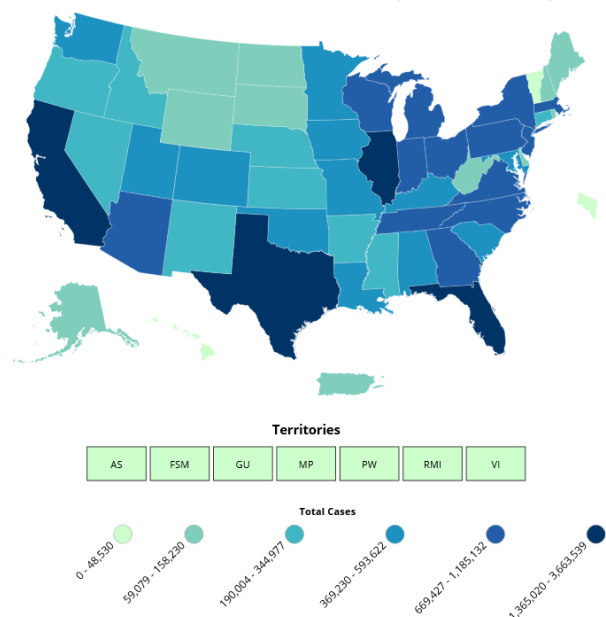 Territories
AS FSM GU MP PW RMI VI
Total Cases
0 - 48,530
59,079 - 158,230
190,004 - 344,977
369,230 - 593,622
669,427 - 1,185,132
1,365,020 - 3,663,539